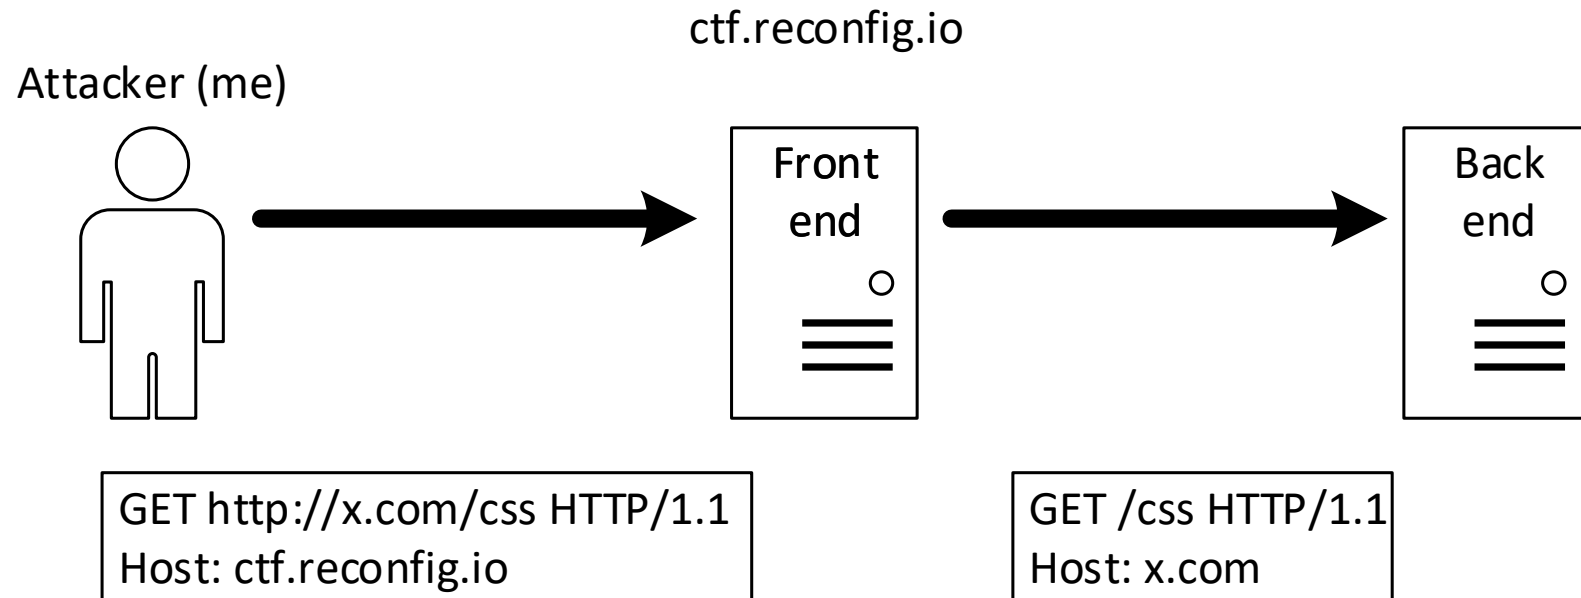 ctf.reconfig.io
Attacker (me)
Front
end
Back
end
GET http://x.com/css HTTP/1.1
Host: ctf.reconfig.io
GET /css HTTP/1.1
Host: x.com